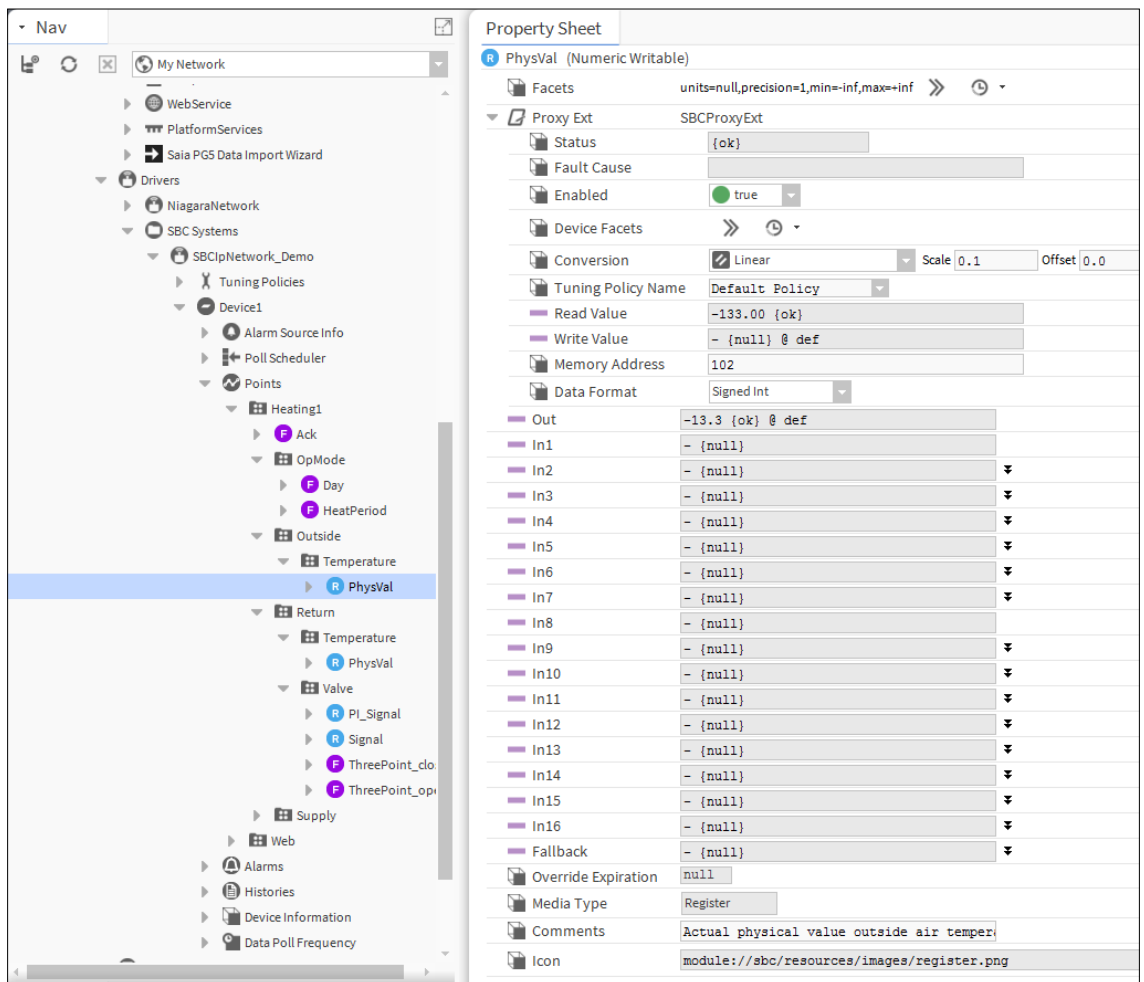 Nav
My Network
WebService
PlatformServices
Saia PG5 Data Import Wizard
Drivers
NiagaraNetwork
SBC Systems
SBCIpNetwork_Demo
Tuning Policies
Device1
Alarm Source Info
Poll Scheduler
Points
Heating1
F Ack
OpMode
F Day
F HeatPeriod
Outside
Temperature
R PhysVal
Return
Temperature
R PhysVal
Valve
R PI_Signal
R Signal
F ThreePoint_clo
F ThreePoint_ope
Supply
Web
Alarms
Histories
Device Information
Data Poll Frequency
Property Sheet
R PhysVal (Numeric Writable)
Facets units=null,precision=1,min=-inf,max=+inf
Proxy Ext SBCProxyExt
Status {ok}
Fault Cause
Enabled true
Device Facets
Conversion Linear Scale 0.1 Offset 0.0
Tuning Policy Name Default Policy
Read Value -133.00 {ok}
Write Value - {null} @ def
Memory Address 102
Data Format Signed Int
Out -13.3 {ok} @ def
In1 - {null}
In2 - {null}
In3 - {null}
In4 - {null}
In5 - {null}
In6 - {null}
In7 - {null}
In8 - {null}
In9 - {null}
In10 - {null}
In11 - {null}
In12 - {null}
In13 - {null}
In14 - {null}
In15 - {null}
In16 - {null}
Fallback - {null}
Override Expiration null
Media Type Register
Comments Actual physical value outside air tempera
Icon module://sbc/resources/images/register.png